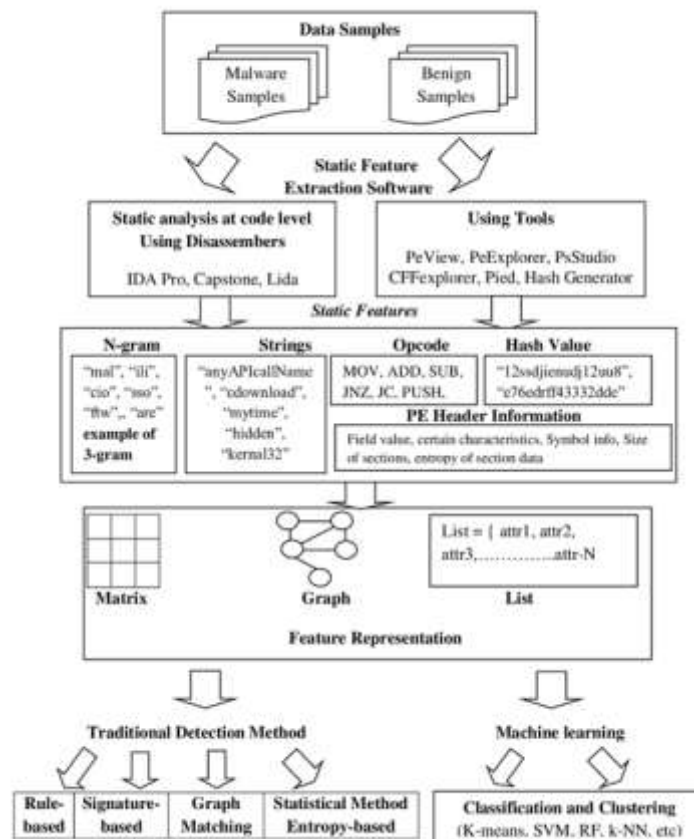 Data Samples
Malware
Samples
Benign
Samples
Static Feature
Extraction Software
Static analysis at code level
Using Disassembers
IDA Pro, Capstone, Lida
Using Tools
PeView, PeExplorer, PsStudio
CFFexplorer, Pied, Hash Generator
Static Features
N-gram
"mal", "ili",
"cio", "sso",
"ftw",, "are"
example of
3-gram
Strings
"anyAPIcallName
", "cdownload",
"mytime",
"hidden",
"kernal32"
Opcode
MOV, ADD, SUB,
JNZ, JC, PUSH,
Hash Value
"12ssdjienudj12uu8",
"e76edrff43332dde"
PE Header Information
Field value, certain characteristics, Symbol info, Size
of sections, entropy of section data
Matrix
Graph
List = { attr1, attr2,
attr3,..............attr-N
List
Feature Representation
Traditional Detection Method
Machine learning
Rule-
based
Signature-
based
Graph
Matching
Statistical Method
Entropy-based
Classification and Clustering
(K-means, SVM, RF, k-NN, etc)